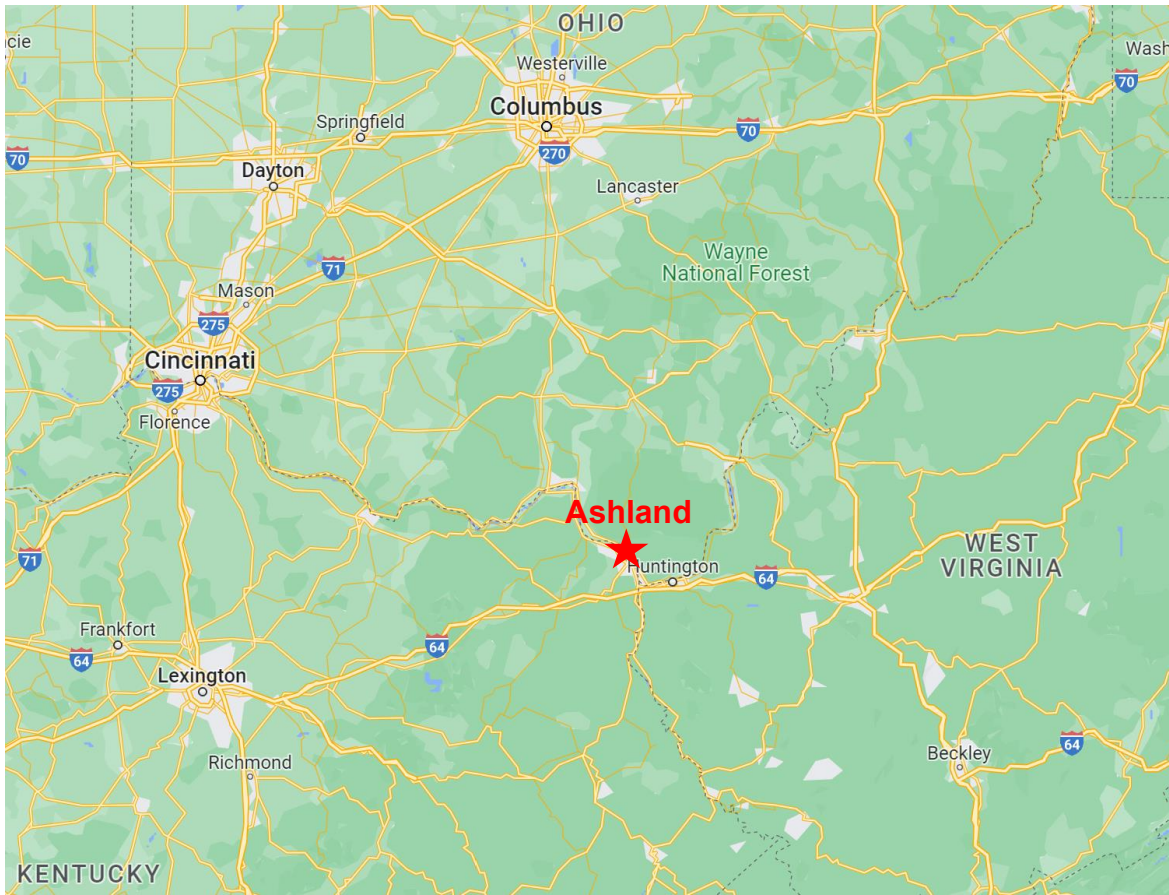 OHIO
cie
Westerville
Wash
70
Columbus
Springfield
70
70
270
Dayton
Lancaster
Wayne
National Forest
71
Mason
275
Cincinnati
275
Florence
Ashland
WEST
VIRGINIA
71
Huntington
64
Frankfort
64
64
Lexington
Richmond
Beckley
64
KENTUCKY